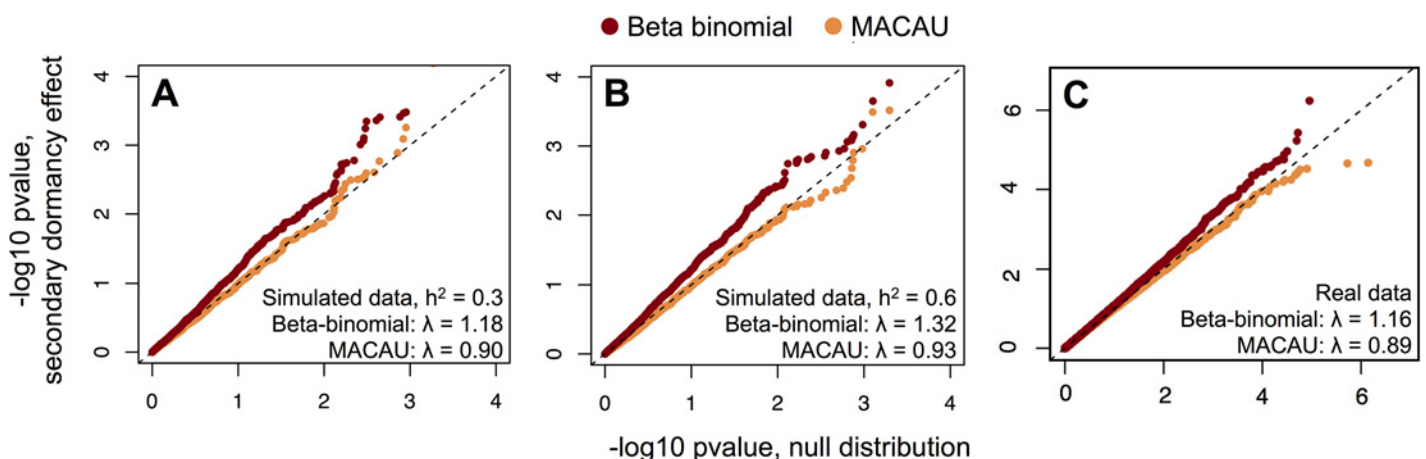 Beta binomial MACAU
-log10 pvalue,
secondary dormancy effect
A
4
3
2
1
0
Simulated data, h² = 0.3
Beta-binomial: λ = 1.18
MACAU: λ = 0.90
0 1 2 3 4
B
4
3
2
1
0
Simulated data, h² = 0.6
Beta-binomial: λ = 1.32
MACAU: λ = 0.93
0 1 2 3 4
C
6
4
2
0
Real data
Beta-binomial: λ = 1.16
MACAU: λ = 0.89
0 2 4 6
-log10 pvalue, null distribution